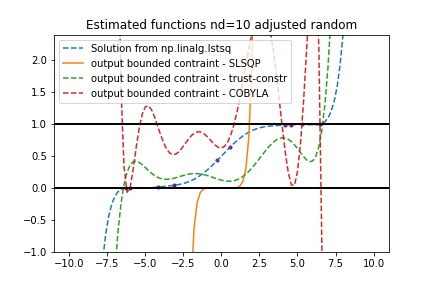 Estimated functions nd=10 adjusted random
Solution from np.linalg.lstsq
output bounded contraint - SLSQP
output bounded contraint - trust-constr
output bounded contraint - COBYLA
2.0
1.5
1.0
0.5
0.0
−0.5
−1.0
−10.0 −7.5 −5.0 −2.5 0.0 2.5 5.0 7.5 10.0